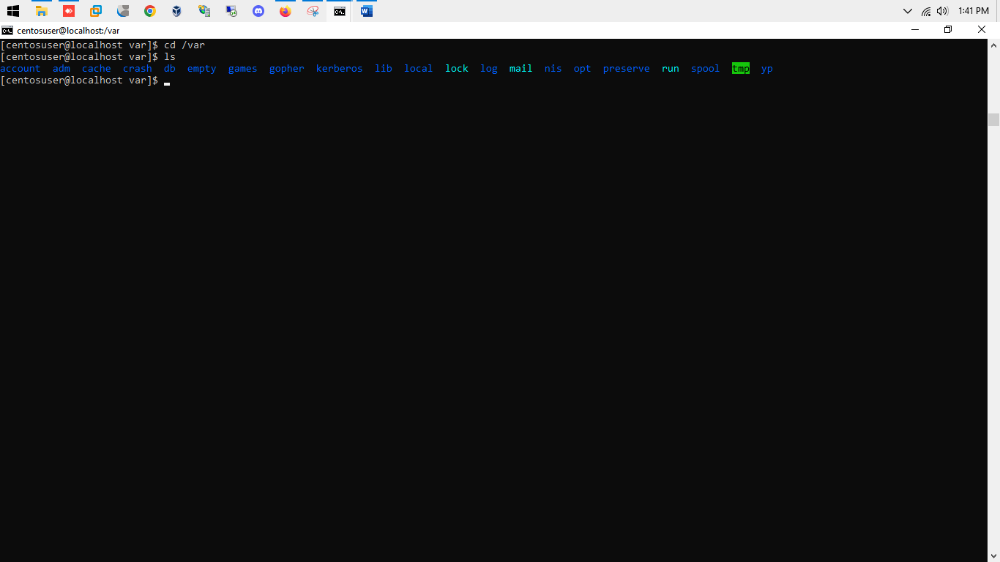 1:41 PM
centosuser@localhost:/var
[centosuser@localhost var]$ cd /var
[centosuser@localhost var]$ ls
account  adm  cache  crash  db  empty  games  gopher  kerberos  lib  local  lock  log  mail  nis  opt  preserve  run  spool  tmp  yp
[centosuser@localhost var]$